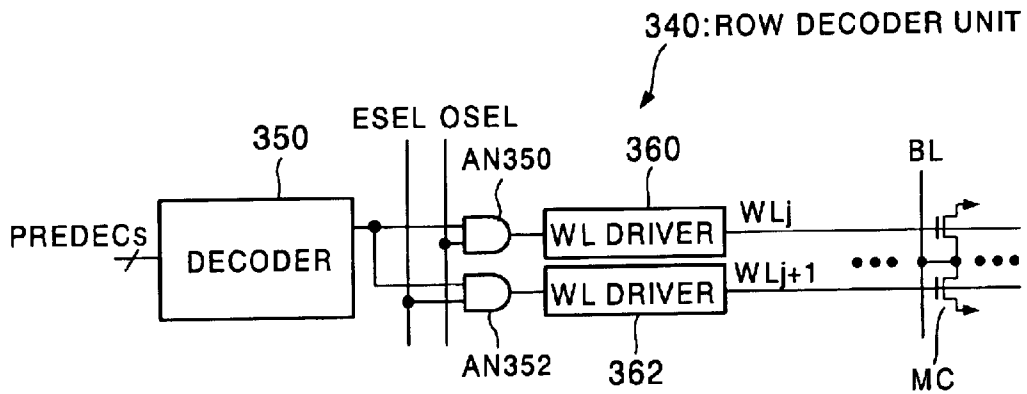 340:ROW DECODER UNIT
ESEL OSEL
350
AN350
360
BL
PREDECs
DECODER
WL DRIVER
WLj
WL DRIVER
WLj+1
AN352
362
MC